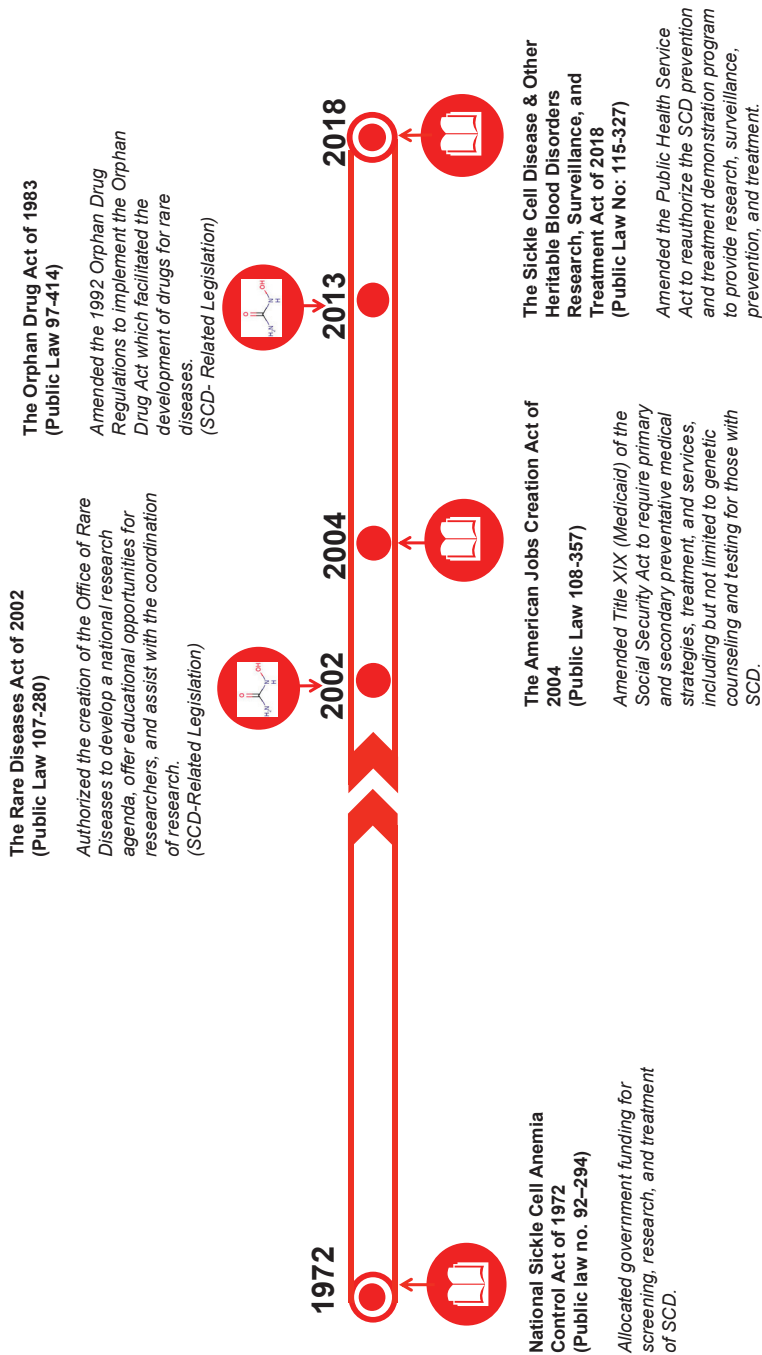 The Rare Diseases Act of 2002
(Public Law 107-280)
Authorized the creation of the Office of Rare
Diseases to develop a national research
agenda, offer educational opportunities for
researchers, and assist with the coordination
of research.
(SCD-Related Legislation)
The Orphan Drug Act of 1983
(Public Law 97-414)
Amended the 1992 Orphan Drug
Regulations to implement the Orphan
Drug Act which facilitated the
development of drugs for rare
diseases.
(SCD- Related Legislation)
H₂N
O
N
H
OH
H₂N
O
N
H
OH
1972
2002
2004
2013
2018
National Sickle Cell Anemia
Control Act of 1972
(Public law no. 92–294)
Allocated government funding for
screening, research, and treatment
of SCD.
The American Jobs Creation Act of
2004
(Public Law 108-357)
Amended Title XIX (Medicaid) of the
Social Security Act to require primary
and secondary preventative medical
strategies, treatment, and services,
including but not limited to genetic
counseling and testing for those with
SCD.
The Sickle Cell Disease & Other
Heritable Blood Disorders
Research, Surveillance, and
Treatment Act of 2018
(Public Law No: 115-327)
Amended the Public Health Service
Act to reauthorize the SCD prevention
and treatment demonstration program
to provide research, surveillance,
prevention, and treatment.